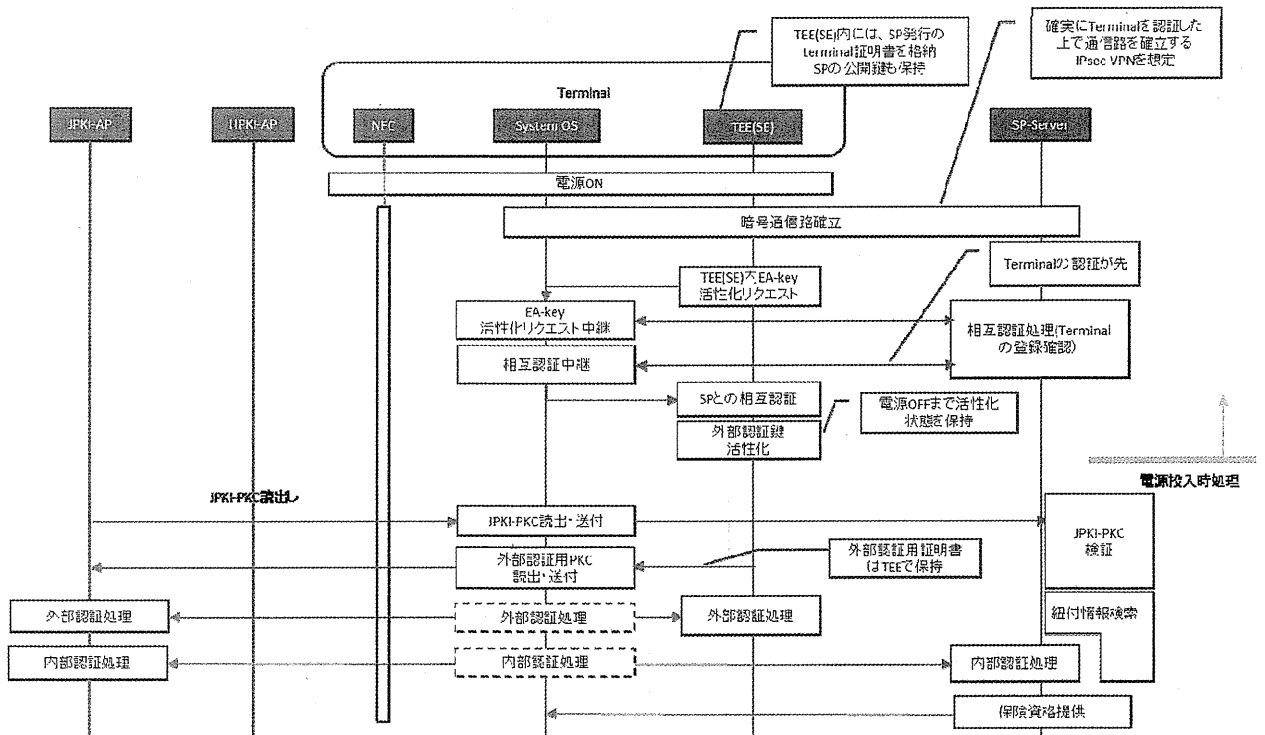 TEE(SE)内には、SP発行の
terminal証明書を格納
SPの公開鍵も保持
確実にTerminalを認証した
上で通信路を確立する
IPsec VPNを想定
Terminal
JPKI-AP
NFC
System OS
TEE(SE)
SP-Server
電源ON
暗号通信路確立
Terminalの認証が先
TEE(SE)内EA-key
活性化リクエスト
EA-key
活性化リクエスト中継
相互認証処理(Terminal
の登録確認)
相互認証中継
SPとの相互認証
電源OFFまで活性化
状態を保持
外部認証鍵
活性化
電源投入時処理
JPKI-PKC読出し
JPKI-PKC読出・送付
JPKI-PKC
検証
外部認証用PKC
読出・送付
外部認証用証明書
はTEEで保持
外部認証処理
外部認証処理
外部認証処理
紐付情報検索
内部認証処理
内部認証処理
内部認証処理
保険資格提供